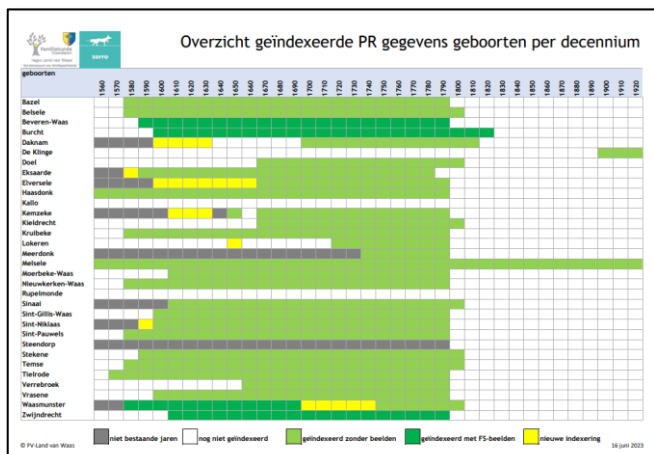 Overzicht geïndexeerde PR gegevens geboorten per decennium
regio Land van Waas
geboorten
1560 1570 1580 1590 1600 1610 1620 1630 1640 1650 1660 1670 1680 1690 1700 1710 1720 1730 1740 1750 1760 1770 1780 1790 1800 1810 1820 1830 1840 1850 1860 1870 1880 1890 1900 1910 1920
Bazel
Belsele
Beveren-Waas
Burcht
Daknam
De Klinge
Doel
Eksaarde
Elversele
Haasdonk
Kallo
Kemzeke
Kieldrecht
Kruibeke
Lokeren
Meerdonk
Melsele
Moerbeke-Waas
Nieuwkerken-Waas
Rupelmonde
Sinaai
Sint-Gillis-Waas
Sint-Niklaas
Sint-Pauwels
Steendorp
Stekene
Temse
Tielrode
Verrebroek
Vrasene
Waasmunster
Zwijndrecht
niet bestaande jaren
nog niet geïndexeerd
geïndexeerd zonder beelden
geïndexeerd met FS-beelden
nieuwe indexering
© FV-Land van Waas
16 juni 2023